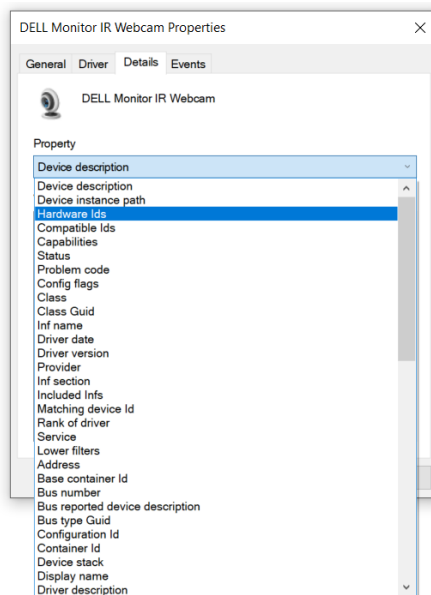 DELL Monitor IR Webcam Properties
General Driver Details Events
DELL Monitor IR Webcam
Property
Device description
Device description
Device instance path
Hardware Ids
Compatible Ids
Capabilities
Status
Problem code
Config flags
Class
Class Guid
Inf name
Driver date
Driver version
Provider
Inf section
Included Infs
Matching device Id
Rank of driver
Service
Lower filters
Address
Base container Id
Bus number
Bus reported device description
Bus type Guid
Configuration Id
Container Id
Device stack
Display name
Driver description